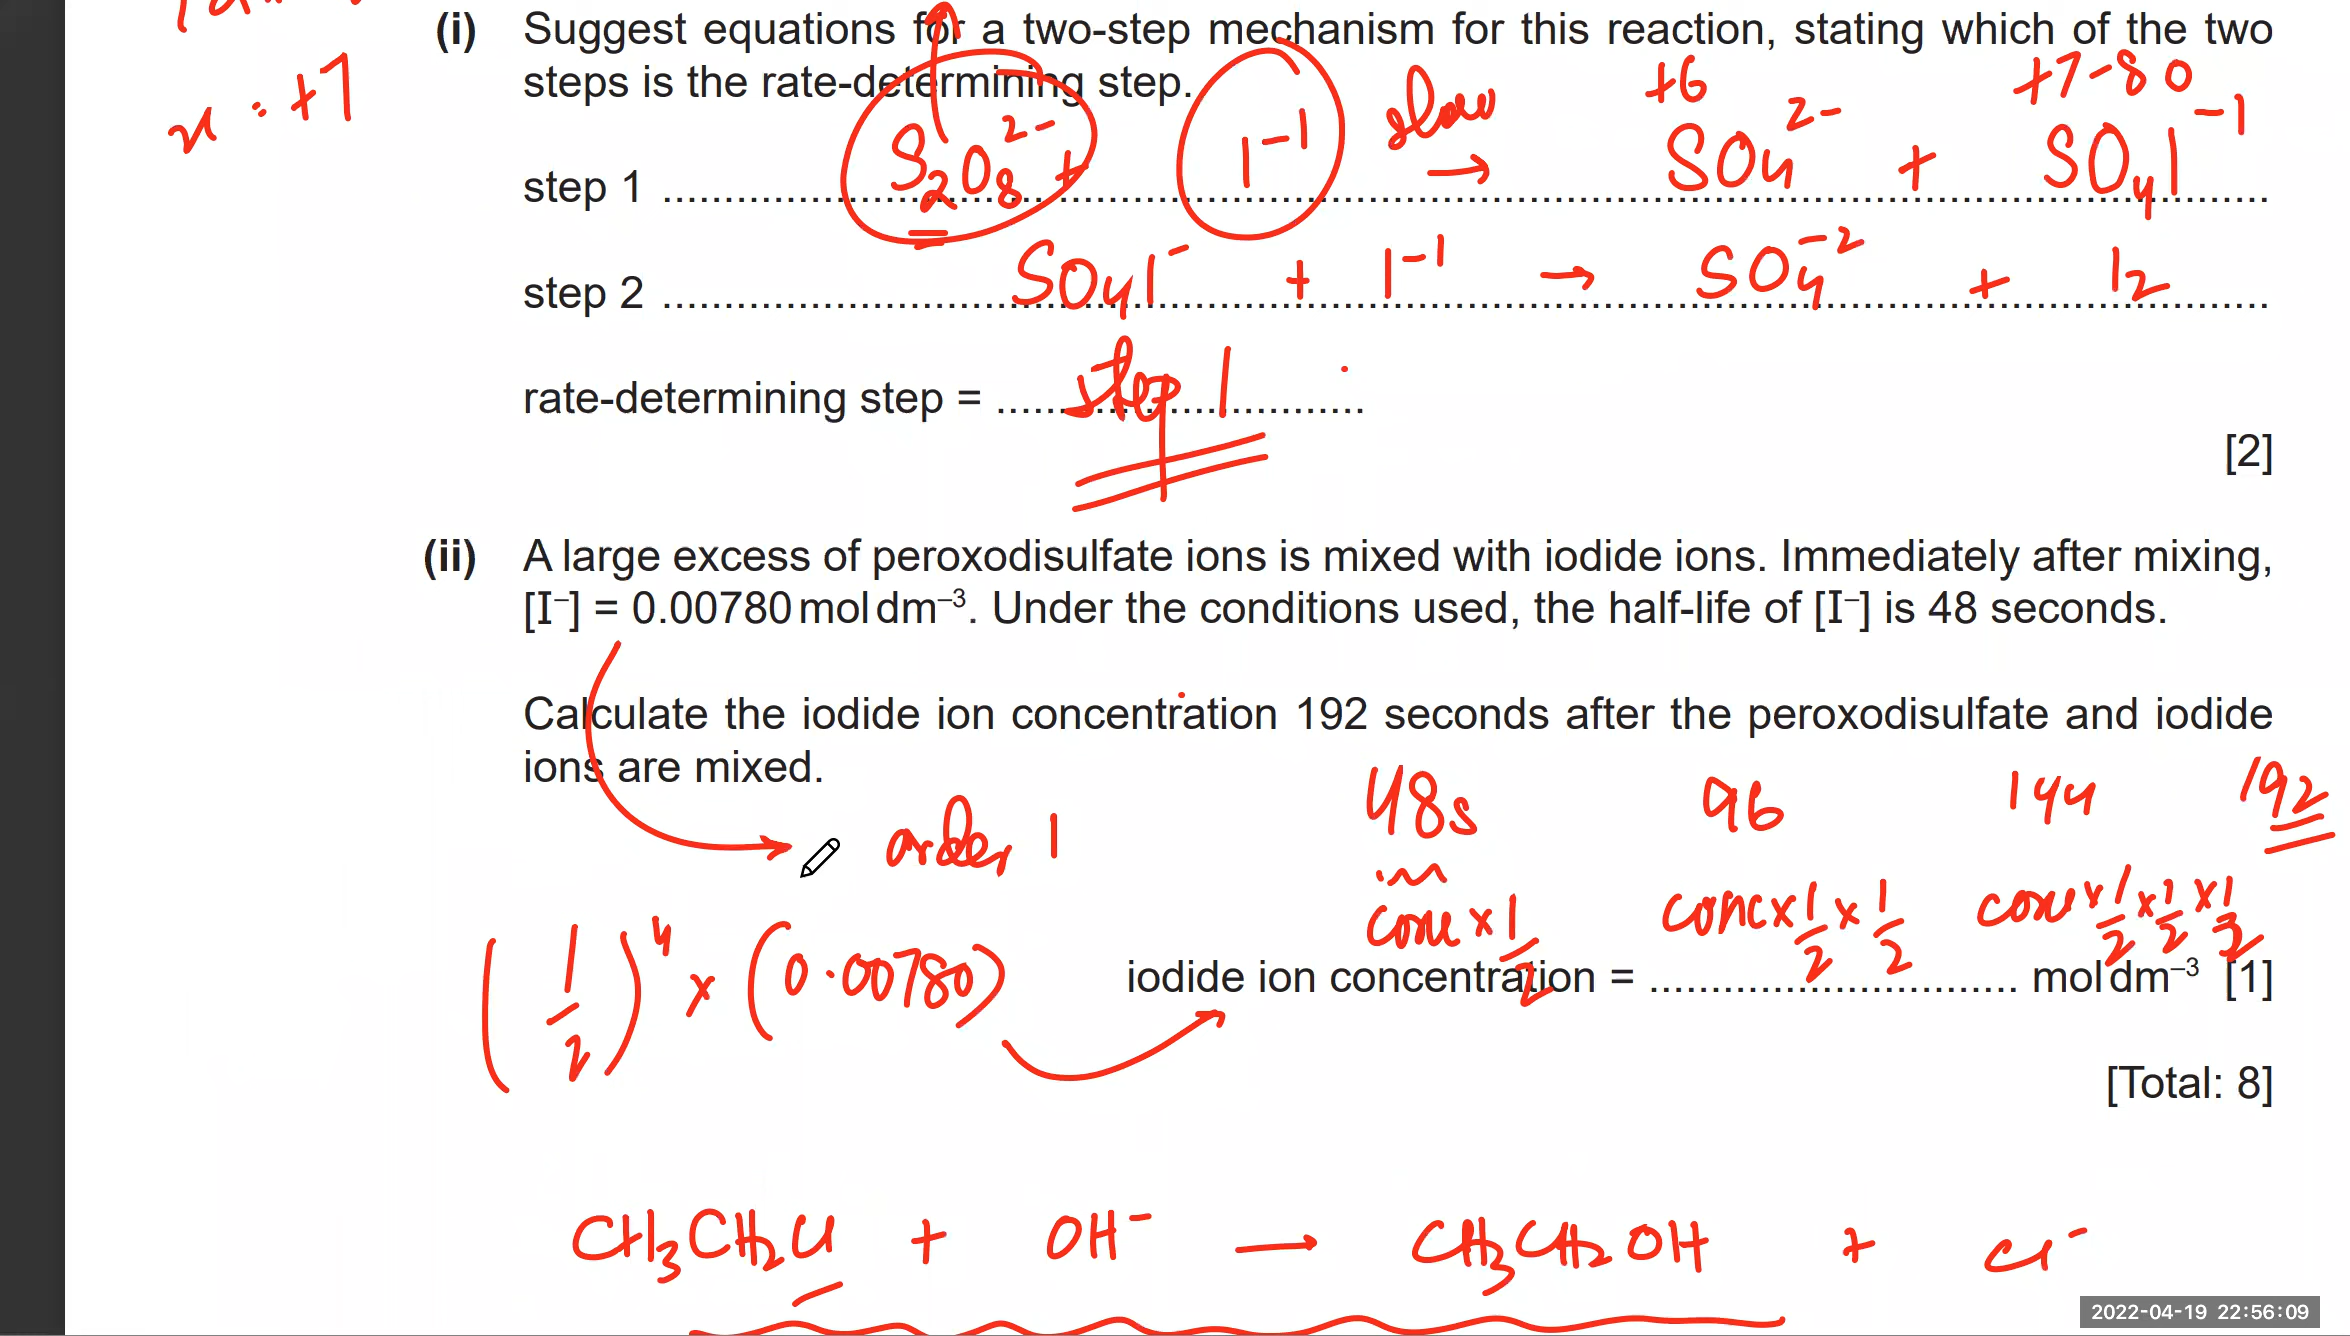 (i) Suggest equations for a two-step mechanism for this reaction, stating which of the two
x : +7
steps is the rate-determining step.
+6 +7-8 0
step 1 S₂O₈²⁻ + I⁻¹ slow → SO₄²⁻ + SO₄I⁻¹
step 2 SO₄I⁻ + I⁻¹ → SO₄⁻² + I₂
rate-determining step = step 1
[2]
(ii) A large excess of peroxodisulfate ions is mixed with iodide ions. Immediately after mixing,
[I⁻] = 0.00780 mol dm⁻³. Under the conditions used, the half-life of [I⁻] is 48 seconds.
Calculate the iodide ion concentration 192 seconds after the peroxodisulfate and iodide
ions are mixed.
order 1 48s 96 144 192
in
conc × 1/2 conc × 1/2 × 1/2 conc × 1/2 × 1/2 × 1/2
(1/2)⁴ × (0.00780) iodide ion concentration = .............................. mol dm⁻³ [1]
[Total: 8]
CH₃CH₂Cl + OH⁻ → CH₃CH₂OH + Cl⁻
2022-04-19 22:56:09